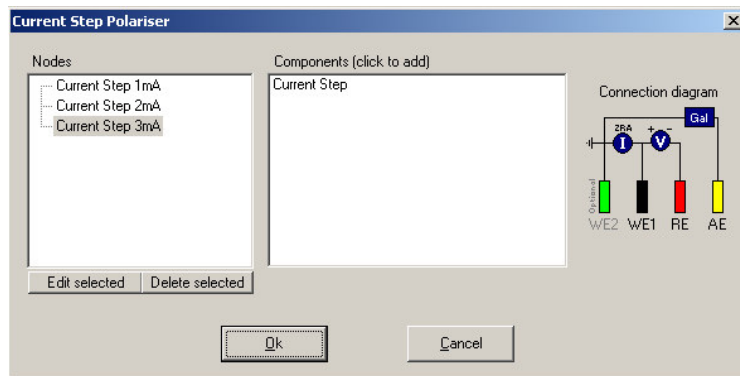 Current Step Polariser
Nodes
Current Step 1mA
Current Step 2mA
Current Step 3mA
Edit selected
Delete selected
Components (click to add)
Current Step
Connection diagram
Gal
ZRA
+ -
I
V
Optional
WE2 WE1 RE AE
Ok
Cancel